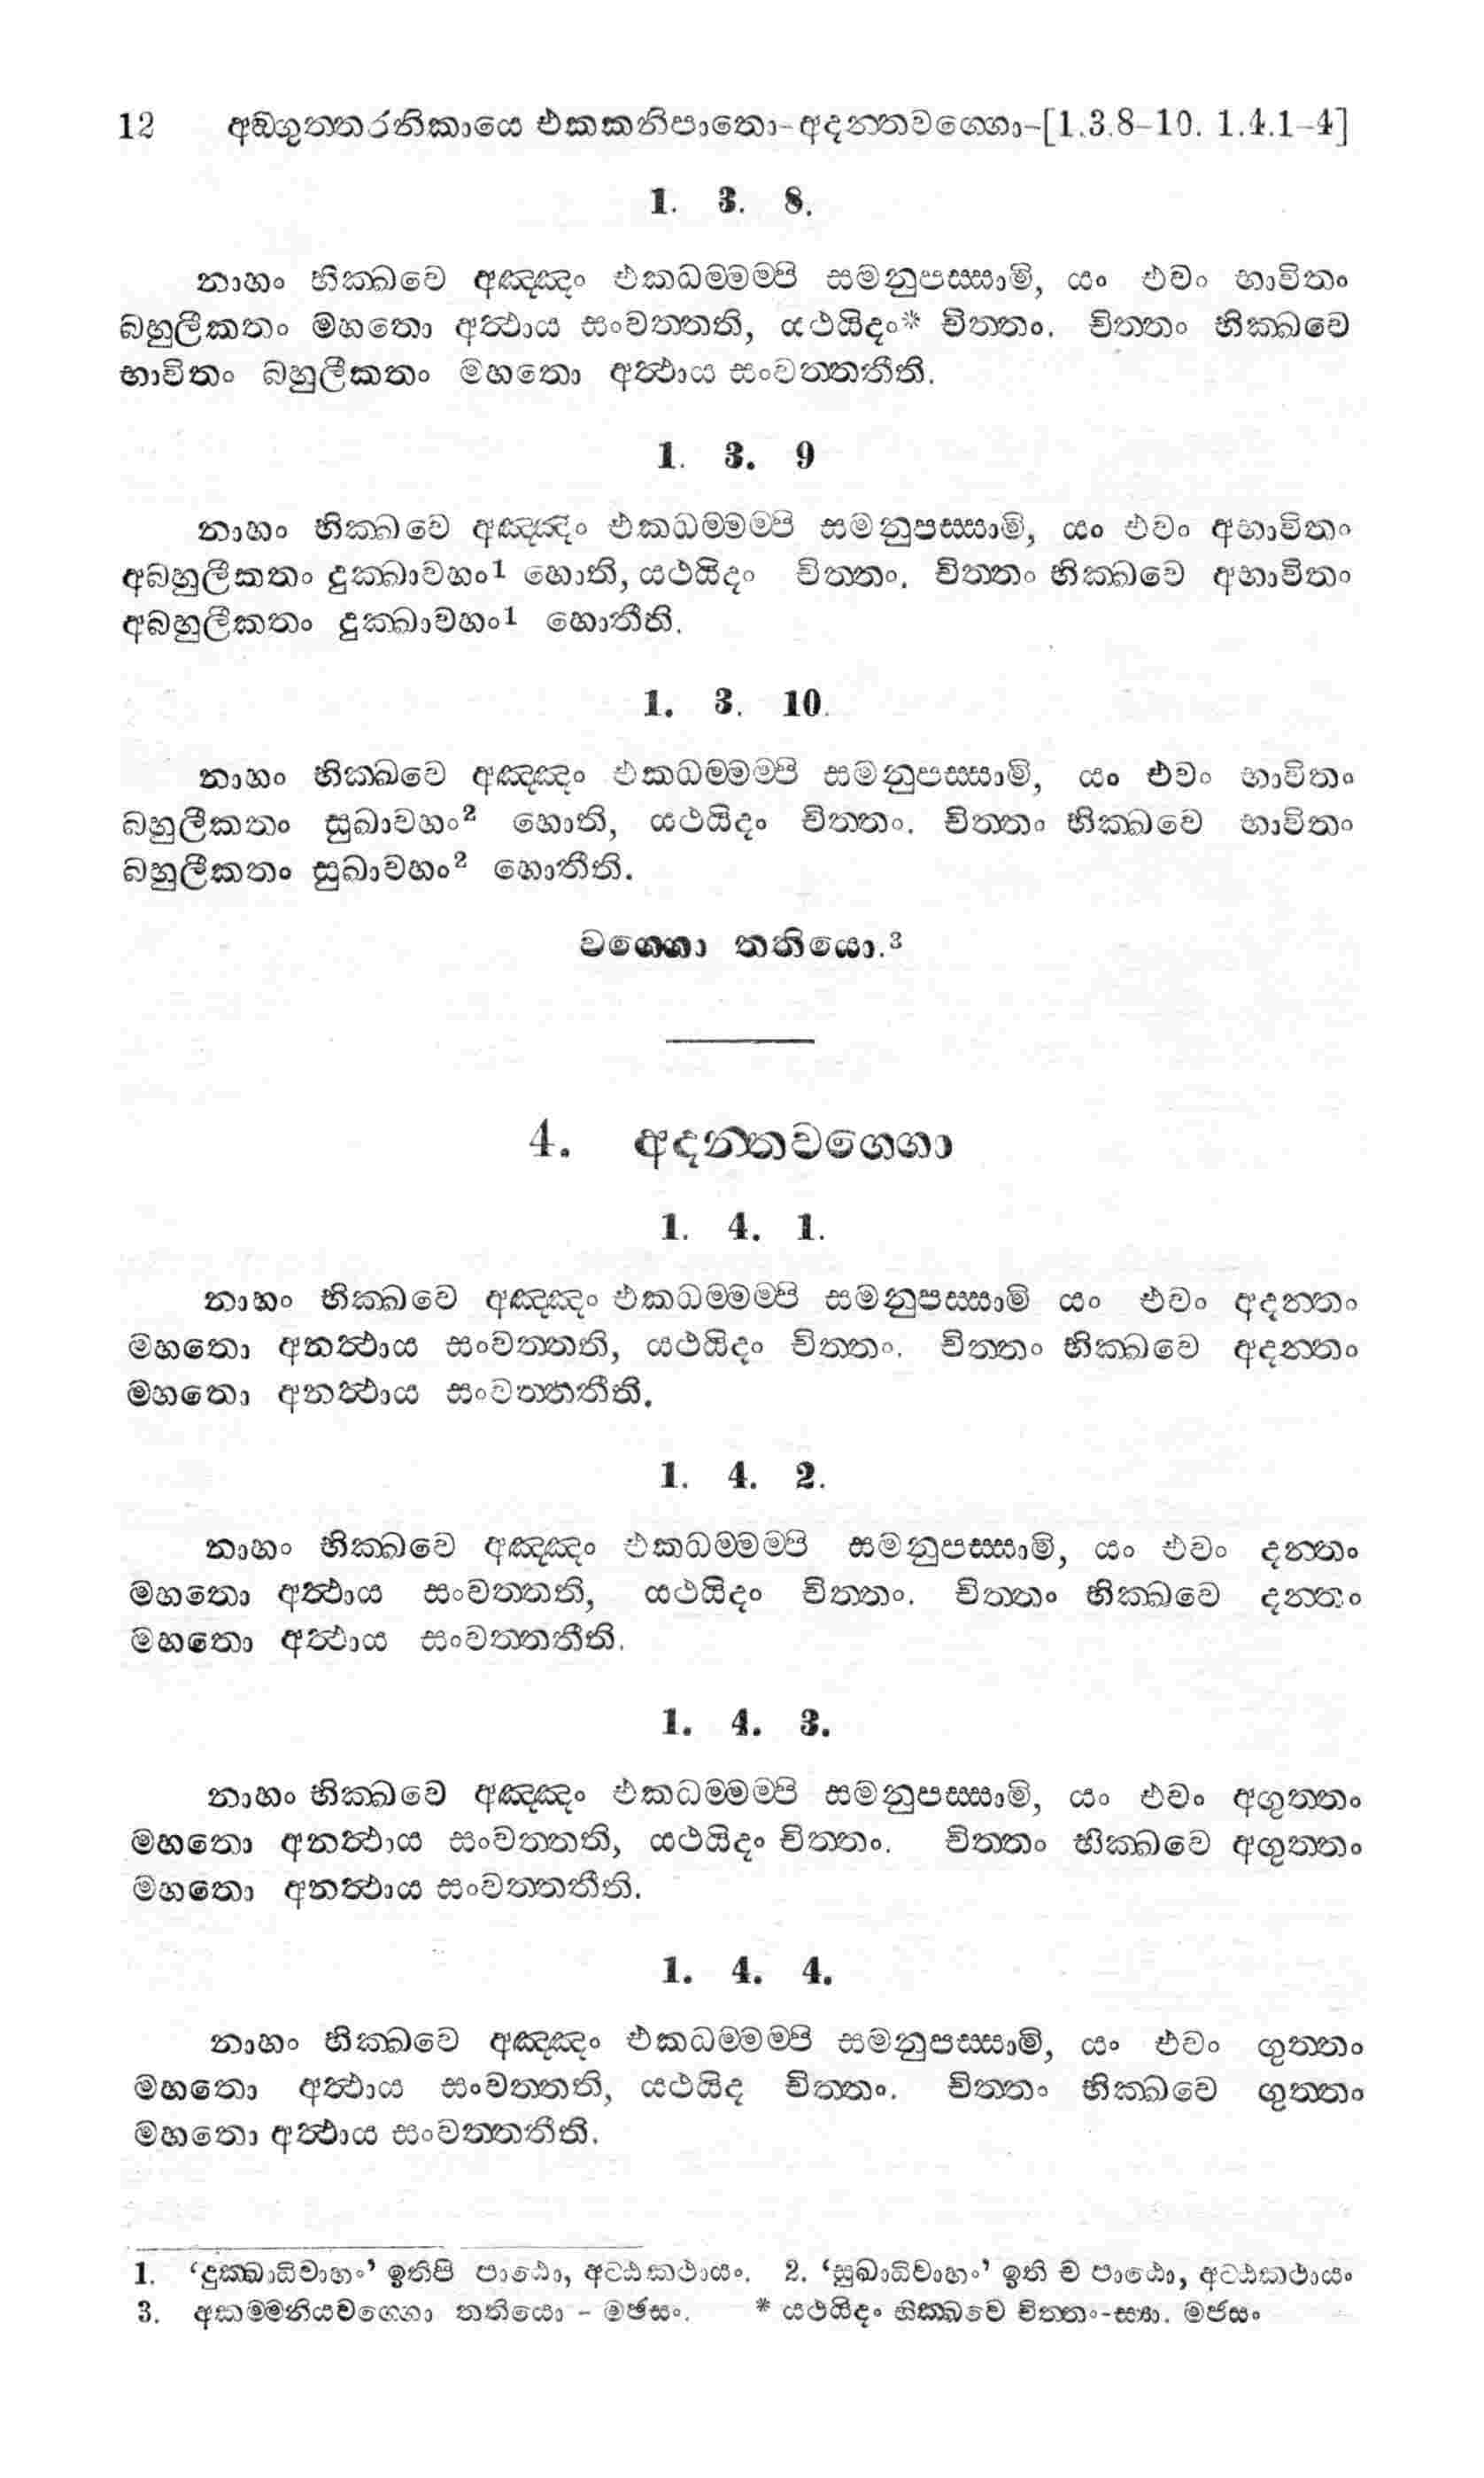 12 අඞ්ගුත්තරනිකායෙ එකකනිපාතො-අදන්තවග්ගො-[1.3.8-10. 1.4.1-4]
1. 3. 8.
නාහං භික්ඛවෙ අඤ්ඤං එකධම්මම්පි සමනුපස්සාමි, යං එවං භාවිතං
බහුලීකතං මහතො අත්ථාය සංවත්තති, යථයිදං* චිත්තං. චිත්තං භික්ඛවෙ
භාවිතං බහුලීකතං මහතො අත්ථාය සංවත්තතීති.
1. 3. 9
නාහං භික්ඛවෙ අඤ්ඤං එකධම්මම්පි සමනුපස්සාමි, යං එවං අභාවිතං
අබහුලීකතං දුක්ඛාවහං1 හොති, යථයිදං චිත්තං. චිත්තං භික්ඛවෙ අභාවිතං
අබහුලීකතං දුක්ඛාවහං1 හොතීති.
1. 3. 10.
නාහං භික්ඛවෙ අඤ්ඤං එකධම්මම්පි සමනුපස්සාමි, යං එවං භාවිතං
බහුලීකතං සුඛාවහං2 හොති, යථයිදං චිත්තං. චිත්තං භික්ඛවෙ භාවිතං
බහුලීකතං සුඛාවහං2 හොතීති.
වග්ගො තතියො.3
4. අදන්තවග්ගො
1. 4. 1.
නාහං භික්ඛවෙ අඤ්ඤං එකධම්මම්පි සමනුපස්සාමි යං එවං අදන්තං
මහතො අනත්ථාය සංවත්තති, යථයිදං චිත්තං. චිත්තං භික්ඛවෙ අදන්තං
මහතො අනත්ථාය සංවත්තතීති.
1. 4. 2.
නාහං භික්ඛවෙ අඤ්ඤං එකධම්මම්පි සමනුපස්සාමි, යං එවං දන්තං
මහතො අත්ථාය සංවත්තති, යථයිදං චිත්තං. චිත්තං භික්ඛවෙ දන්තං
මහතො අත්ථාය සංවත්තතීති.
1. 4. 3.
නාහං භික්ඛවෙ අඤ්ඤං එකධම්මම්පි සමනුපස්සාමි, යං එවං අගුත්තං
මහතො අනත්ථාය සංවත්තති, යථයිදං චිත්තං. චිත්තං භික්ඛවෙ අගුත්තං
මහතො අනත්ථාය සංවත්තතීති.
1. 4. 4.
නාහං භික්ඛවෙ අඤ්ඤං එකධම්මම්පි සමනුපස්සාමි, යං එවං ගුත්තං
මහතො අත්ථාය සංවත්තති, යථයිද චිත්තං. චිත්තං භික්ඛවෙ ගුත්තං
මහතො අත්ථාය සංවත්තතීති.
1. ‘දුක්ඛාධිවාහං’ ඉතිපි පාඨො, අට්ඨකථායං. 2. ‘සුඛාධිවාහං’ ඉති ච පාඨො, අට්ඨකථායං
3. අකම්මනියවග්ගො තතියො - මජසං. * යථයිදං භික්ඛවෙ චිත්තං-ස්‍යා. මජසං